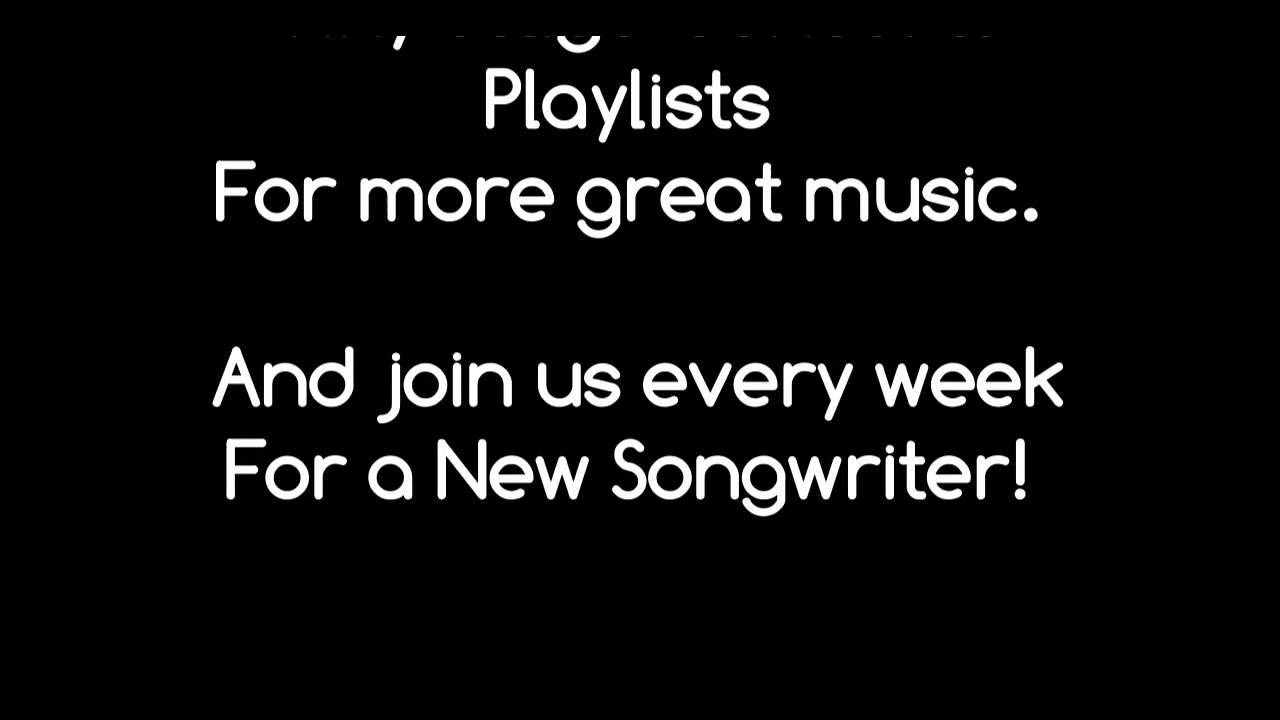 Playlists
For more great music.
And join us every week
For a New Songwriter!